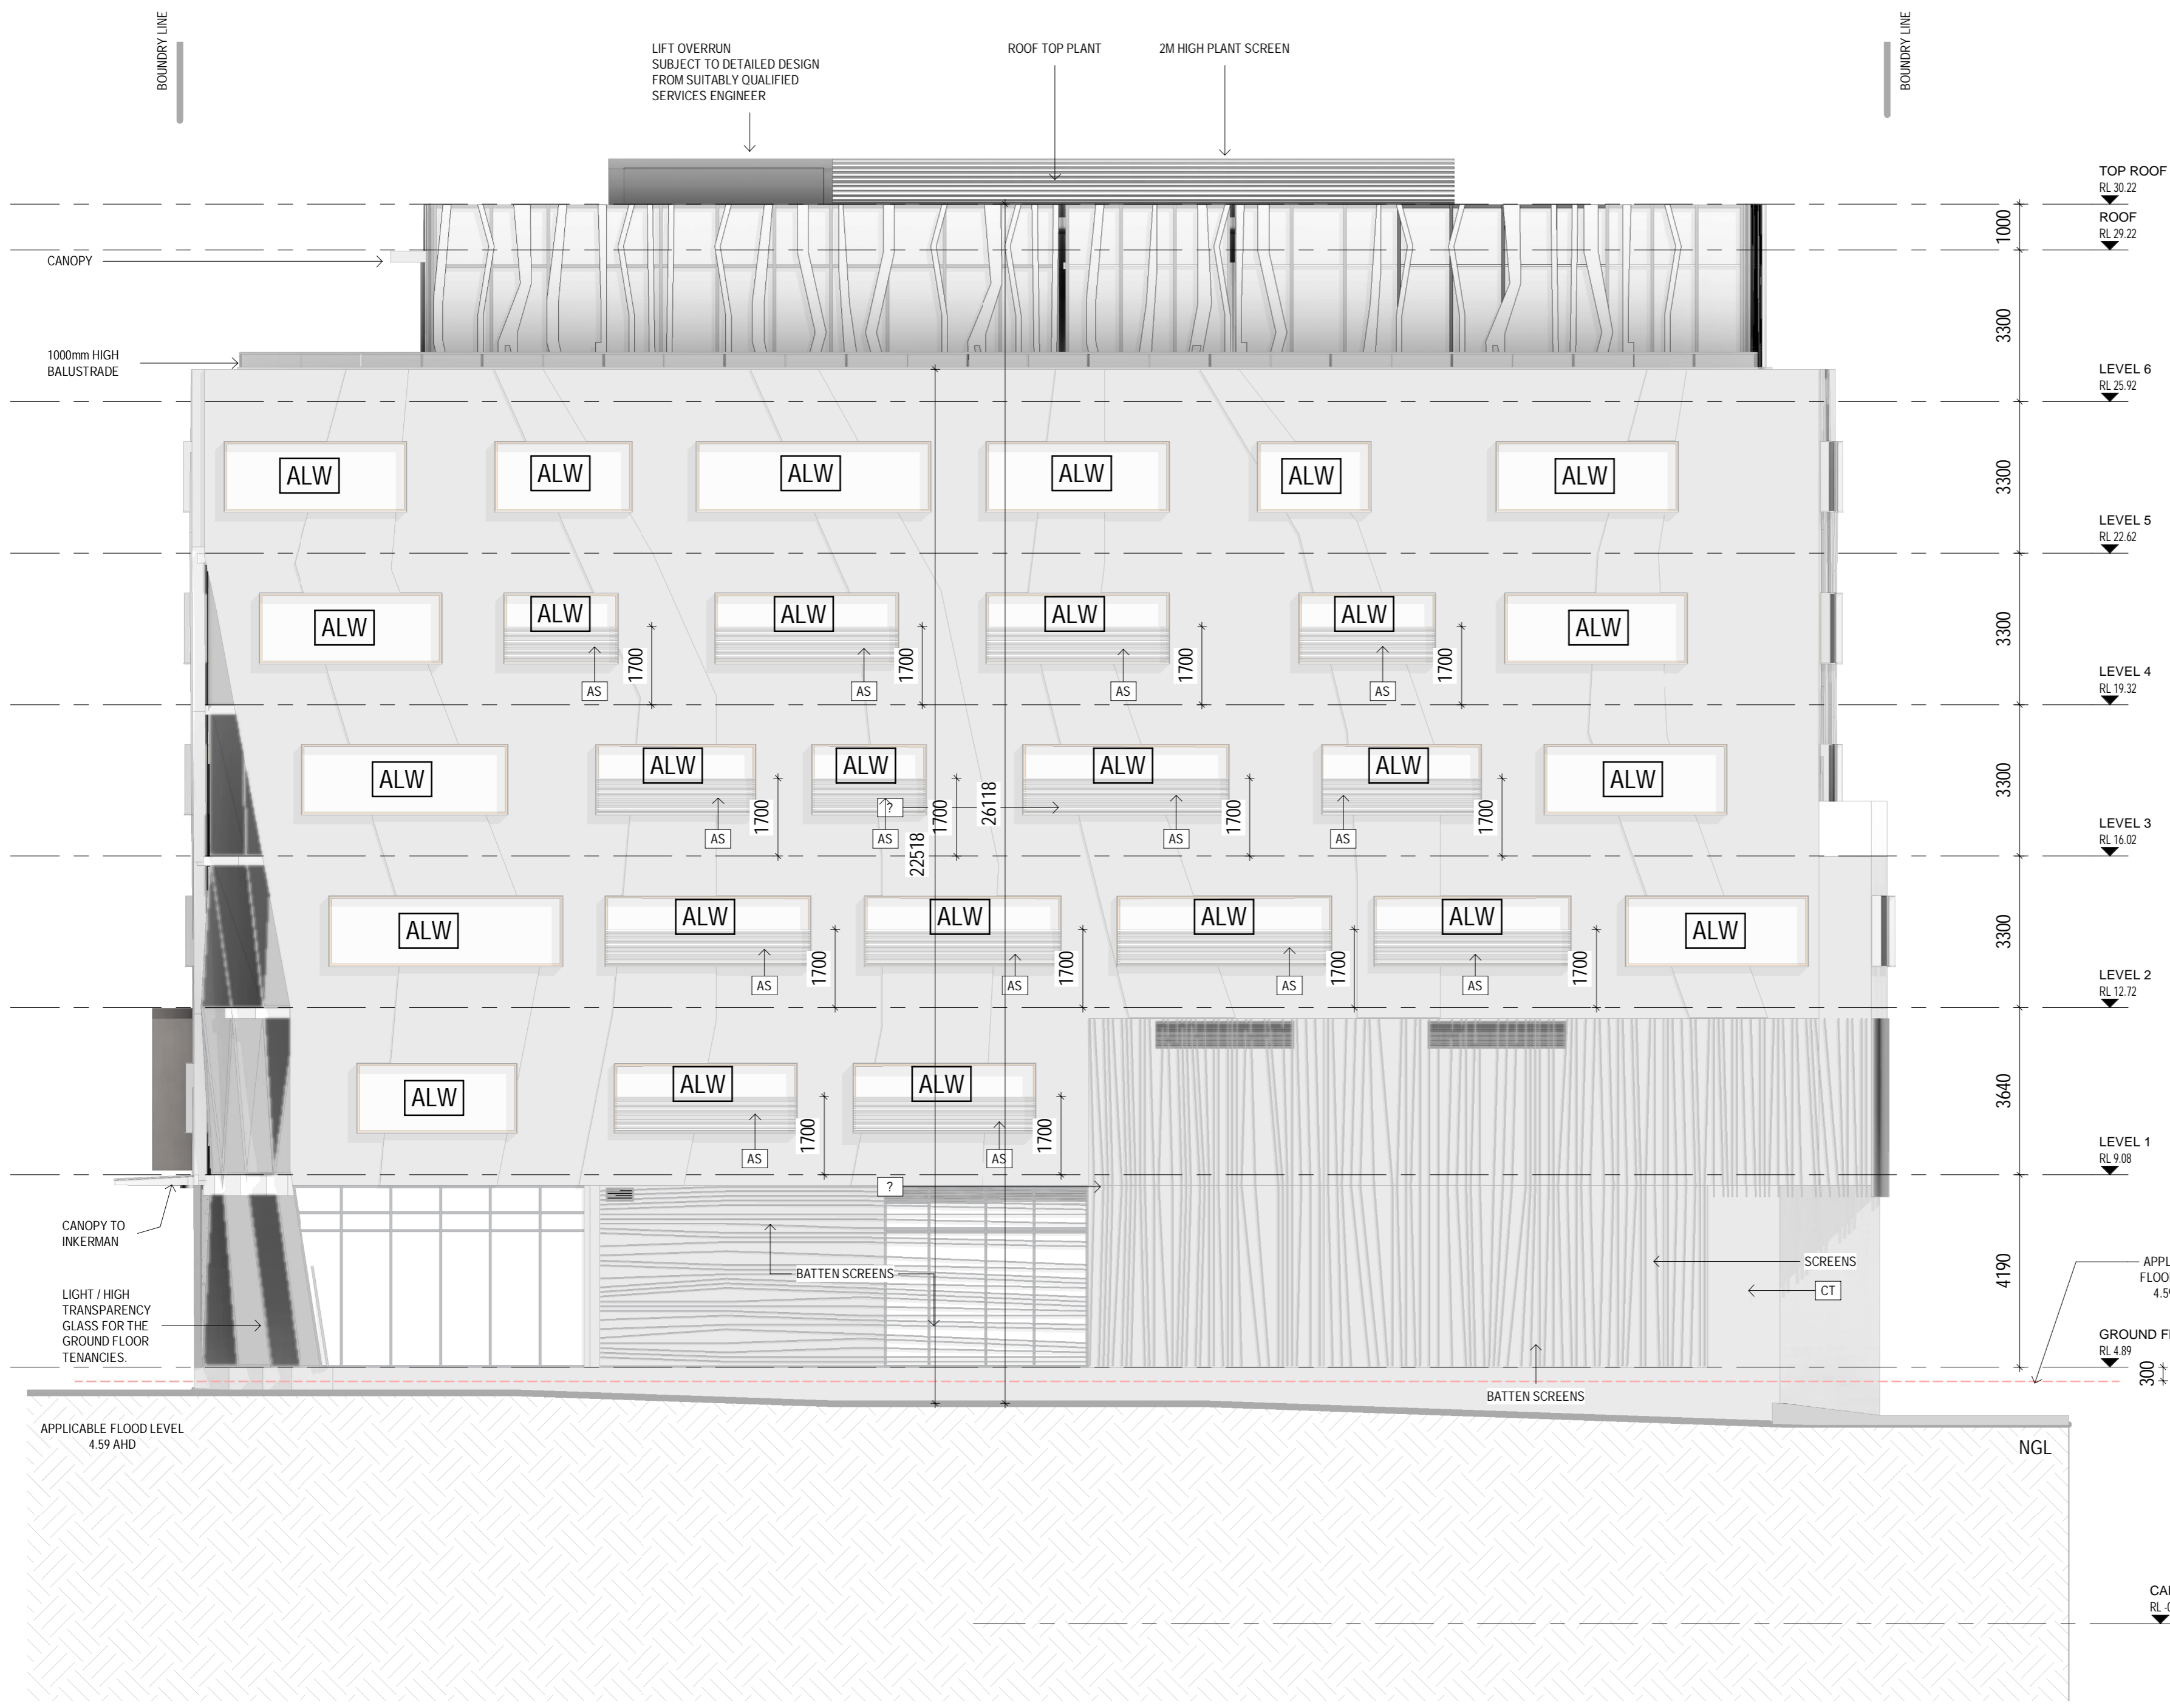 BOUNDRY LINE
LIFT OVERRUN
SUBJECT TO DETAILED DESIGN
FROM SUITABLY QUALIFIED
SERVICES ENGINEER
ROOF TOP PLANT
2M HIGH PLANT SCREEN
BOUNDRY LINE
TOP ROOF
RL 30.22
1000
ROOF
RL 29.22
CANOPY
3300
1000mm HIGH
BALUSTRADE
LEVEL 6
RL 25.92
ALW
ALW
ALW
ALW
ALW
ALW
3300
LEVEL 5
RL 22.62
ALW
ALW
ALW
ALW
ALW
ALW
3300
1700
1700
1700
1700
AS
AS
AS
AS
LEVEL 4
RL 19.32
ALW
ALW
ALW
ALW
ALW
ALW
3300
?
1700
1700
26118
1700
1700
AS
AS
AS
AS
22518
LEVEL 3
RL 16.02
ALW
ALW
ALW
ALW
ALW
ALW
3300
1700
1700
1700
1700
AS
AS
AS
AS
LEVEL 2
RL 12.72
ALW
ALW
ALW
3640
1700
1700
AS
AS
LEVEL 1
RL 9.08
?
CANOPY TO
INKERMAN
BATTEN SCREENS
SCREENS
CT
4190
APPL
FLOO
4.59
LIGHT / HIGH
TRANSPARENCY
GLASS FOR THE
GROUND FLOOR
TENANCIES.
GROUND F
RL 4.89
300
BATTEN SCREENS
APPLICABLE FLOOD LEVEL
4.59 AHD
NGL
CA
RL -0